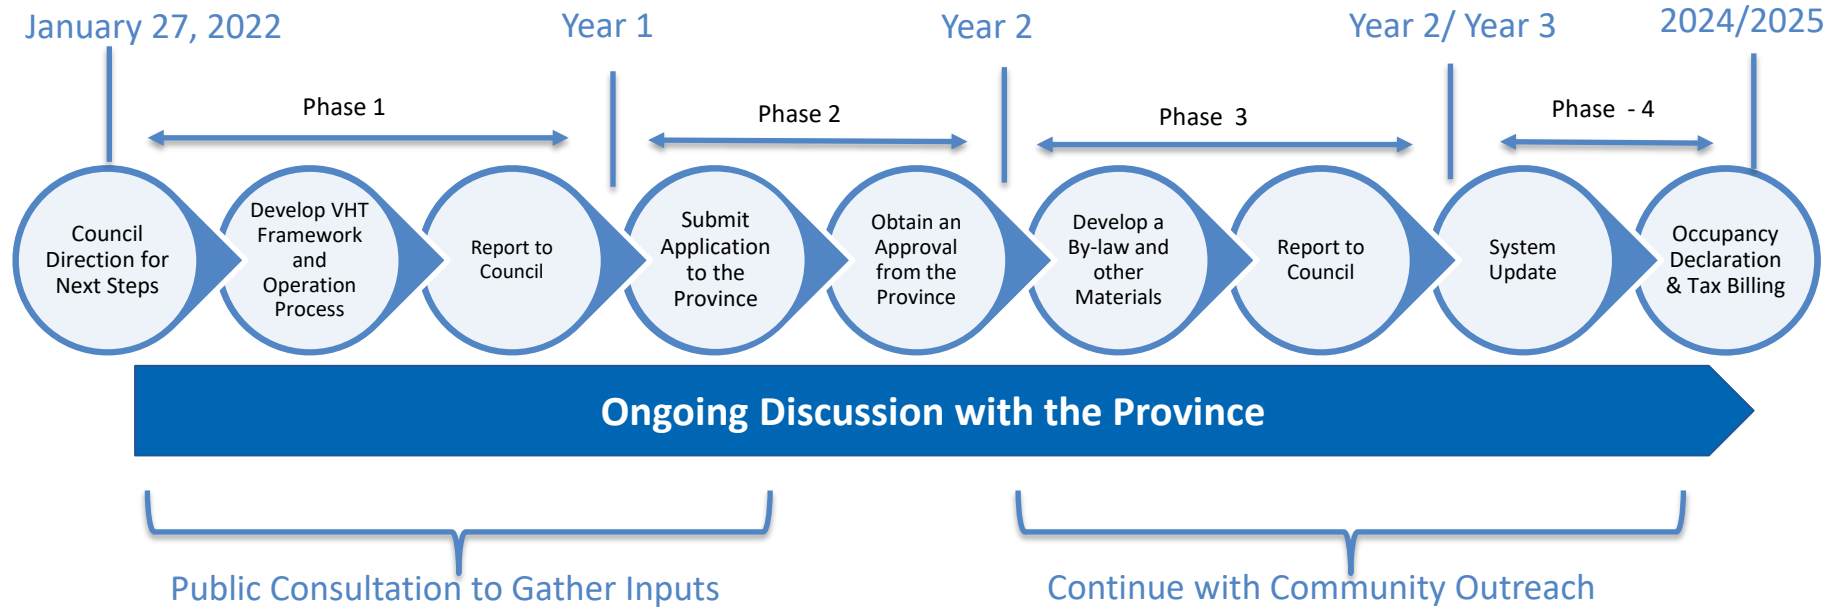 January 27, 2022
Year 1
Year 2
Year 2/ Year 3
2024/2025
Phase 1
Phase 2
Phase  3
Phase  - 4
Council
Direction for
Next Steps
Develop VHT
Framework
and
Operation
Process
Report to
Council
Submit
Application
to the
Province
Obtain an
Approval
from the
Province
Develop a
By-law and
other
Materials
Report to
Council
System
Update
Occupancy
Declaration
& Tax Billing
Ongoing Discussion with the Province
Public Consultation to Gather Inputs
Continue with Community Outreach